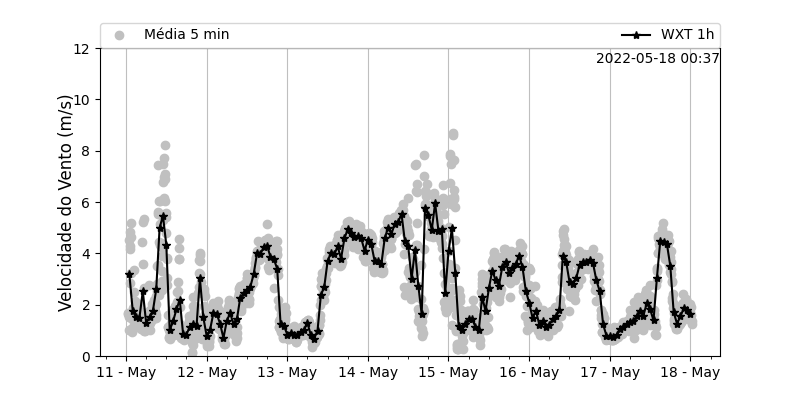 Média 5 min
WXT 1h
2022-05-18 00:37
Velocidade do Vento (m/s)
12
10
8
6
4
2
0
11 - May
12 - May
13 - May
14 - May
15 - May
16 - May
17 - May
18 - May